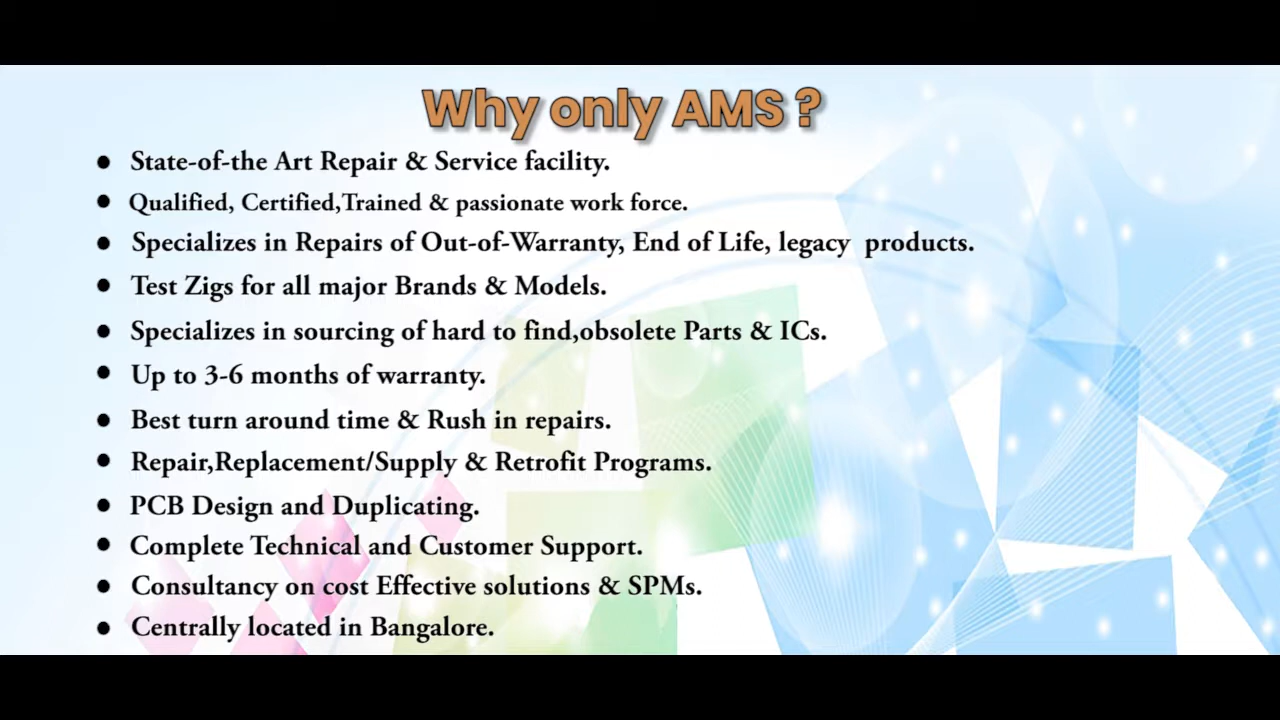 Why only AMS ?
● State-of-the Art Repair & Service facility.
● Qualified, Certified,Trained & passionate work force.
● Specializes in Repairs of Out-of-Warranty, End of Life, legacy  products.
● Test Zigs for all major Brands & Models.
● Specializes in sourcing of hard to find,obsolete Parts & ICs.
● Up to 3-6 months of warranty.
● Best turn around time & Rush in repairs.
● Repair,Replacement/Supply & Retrofit Programs.
● PCB Design and Duplicating.
● Complete Technical and Customer Support.
● Consultancy on cost Effective solutions & SPMs.
● Centrally located in Bangalore.